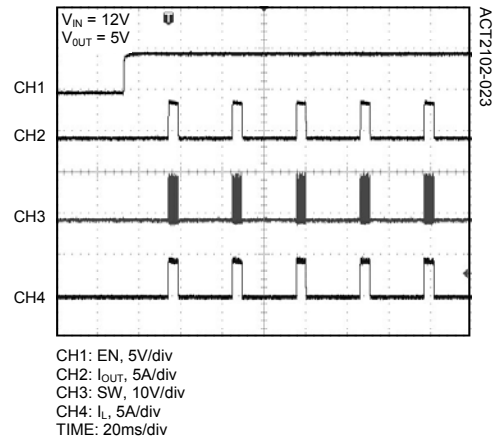 V_IN = 12V
V_0UT = 5V
CH1
CH2
CH3
CH4
ACT2102-023
CH1: EN, 5V/div
CH2: I_OUT, 5A/div
CH3: SW, 10V/div
CH4: I_L, 5A/div
TIME: 20ms/div